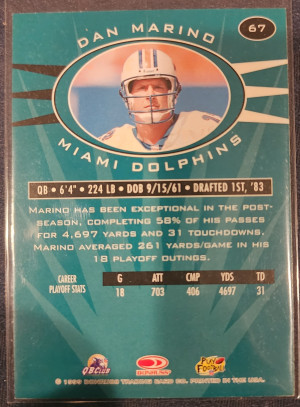 67
DAN MARINO
MIAMI DOLPHINS
QB • 6'4" • 224 LB • DOB 9/15/61 • DRAFTED 1ST, '83
MARINO HAS BEEN EXCEPTIONAL IN THE POST-
SEASON, COMPLETING 58% OF HIS PASSES
FOR 4,697 YARDS AND 31 TOUCHDOWNS.
MARINO AVERAGED 261 YARDS/GAME IN HIS
18 PLAYOFF OUTINGS.
CAREER PLAYOFF STATS G ATT CMP YDS TD
18 703 406 4697 31
QB CLUB
DONRUSS
PLAY FOOTBALL
© 1999 DONRUSS TRADING CARD CO. PRINTED IN THE U.S.A.